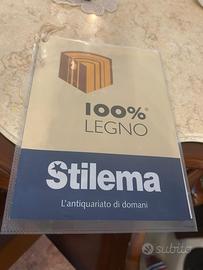 100%®
LEGNO
Stilema
L'antiquariato di domani
subito